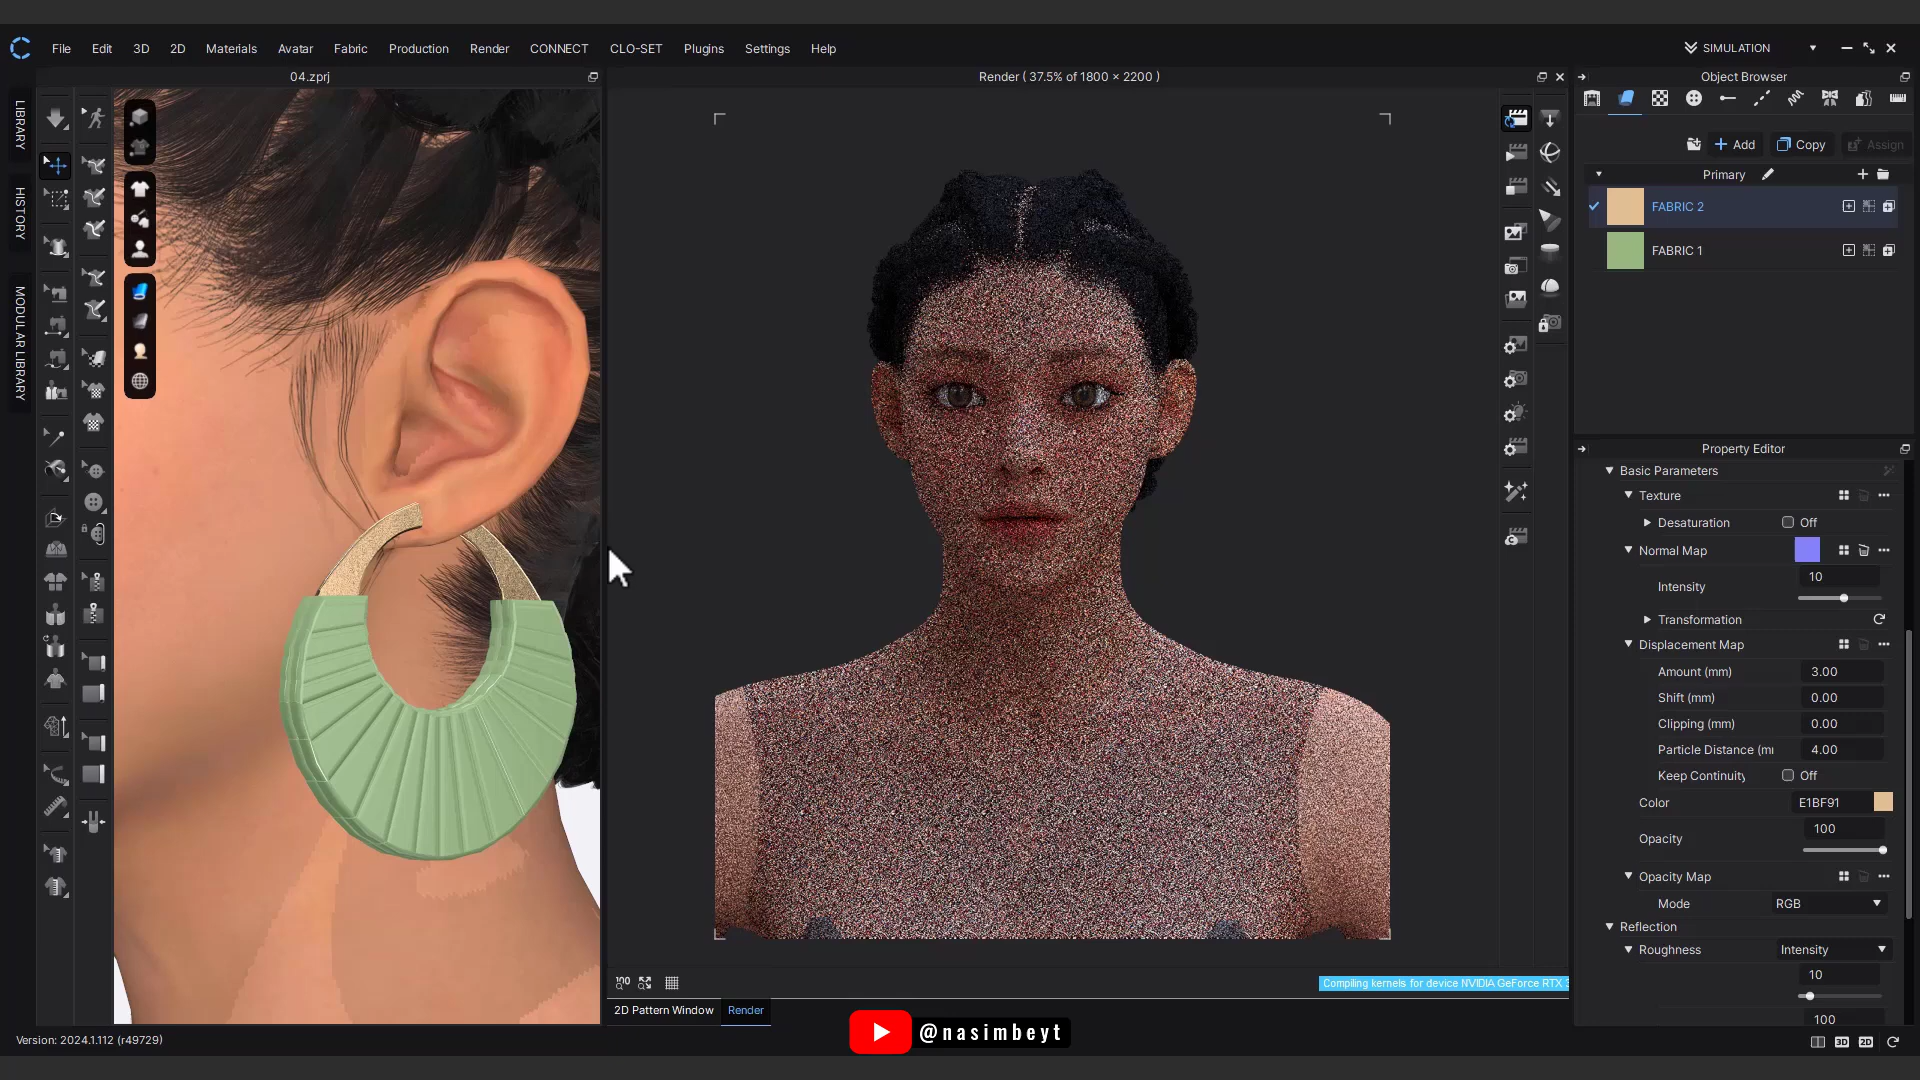 File Edit 3D 2D Materials Avatar Fabric Production Render CONNECT CLO-SET Plugins Settings Help
SIMULATION
04.zprj
Render ( 37.5% of 1800 × 2200 )
Object Browser
LIBRARY
HISTORY
MODULAR LIBRARY
Add Copy Assign
Primary
FABRIC 2
FABRIC 1
Property Editor
Basic Parameters
Texture
Desaturation Off
Normal Map
10
Intensity
Transformation
Displacement Map
Amount (mm) 3.00
Shift (mm) 0.00
Clipping (mm) 0.00
Particle Distance (mm 4.00
Keep Continuity Off
Color E1BF91
100
Opacity
Opacity Map
Mode RGB
Reflection
Roughness Intensity
10
100
100
Compiling kernels for device NVIDIA GeForce RTX 3
2D Pattern Window Render
@nasimbeyt
Version: 2024.1.112 (r49729)
3D 2D